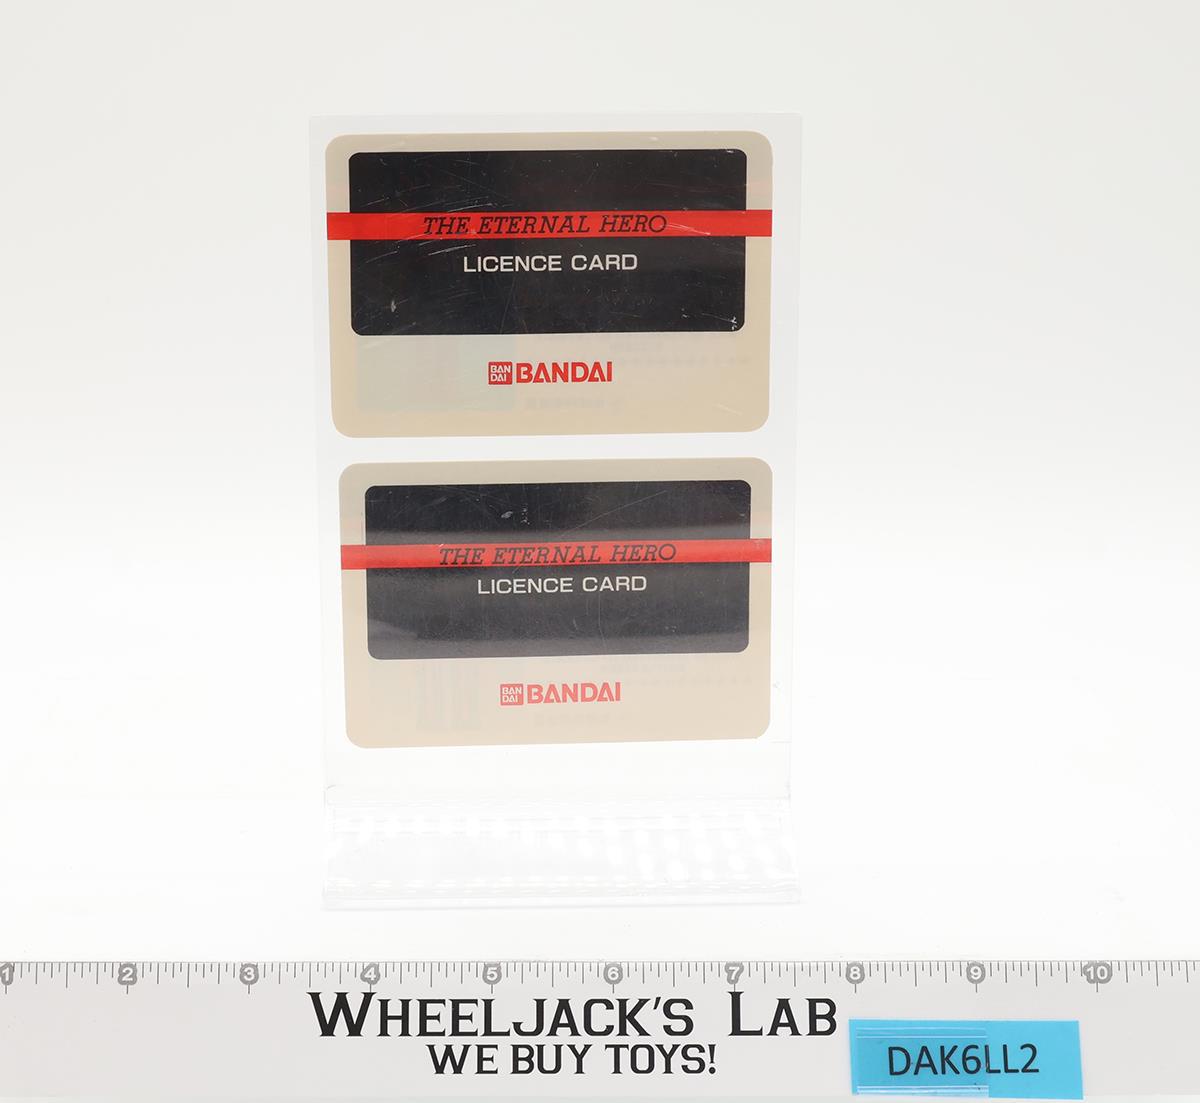 THE ETERNAL HERO
LICENCE CARD
BAN
DAI
BANDAI
THE ETERNAL HERO
LICENCE CARD
BAN
DAI
BANDAI
1 2 3 4 5 6 7 8 9 10
WHEELJACK'S LAB
WE BUY TOYS!
DAK6LL2